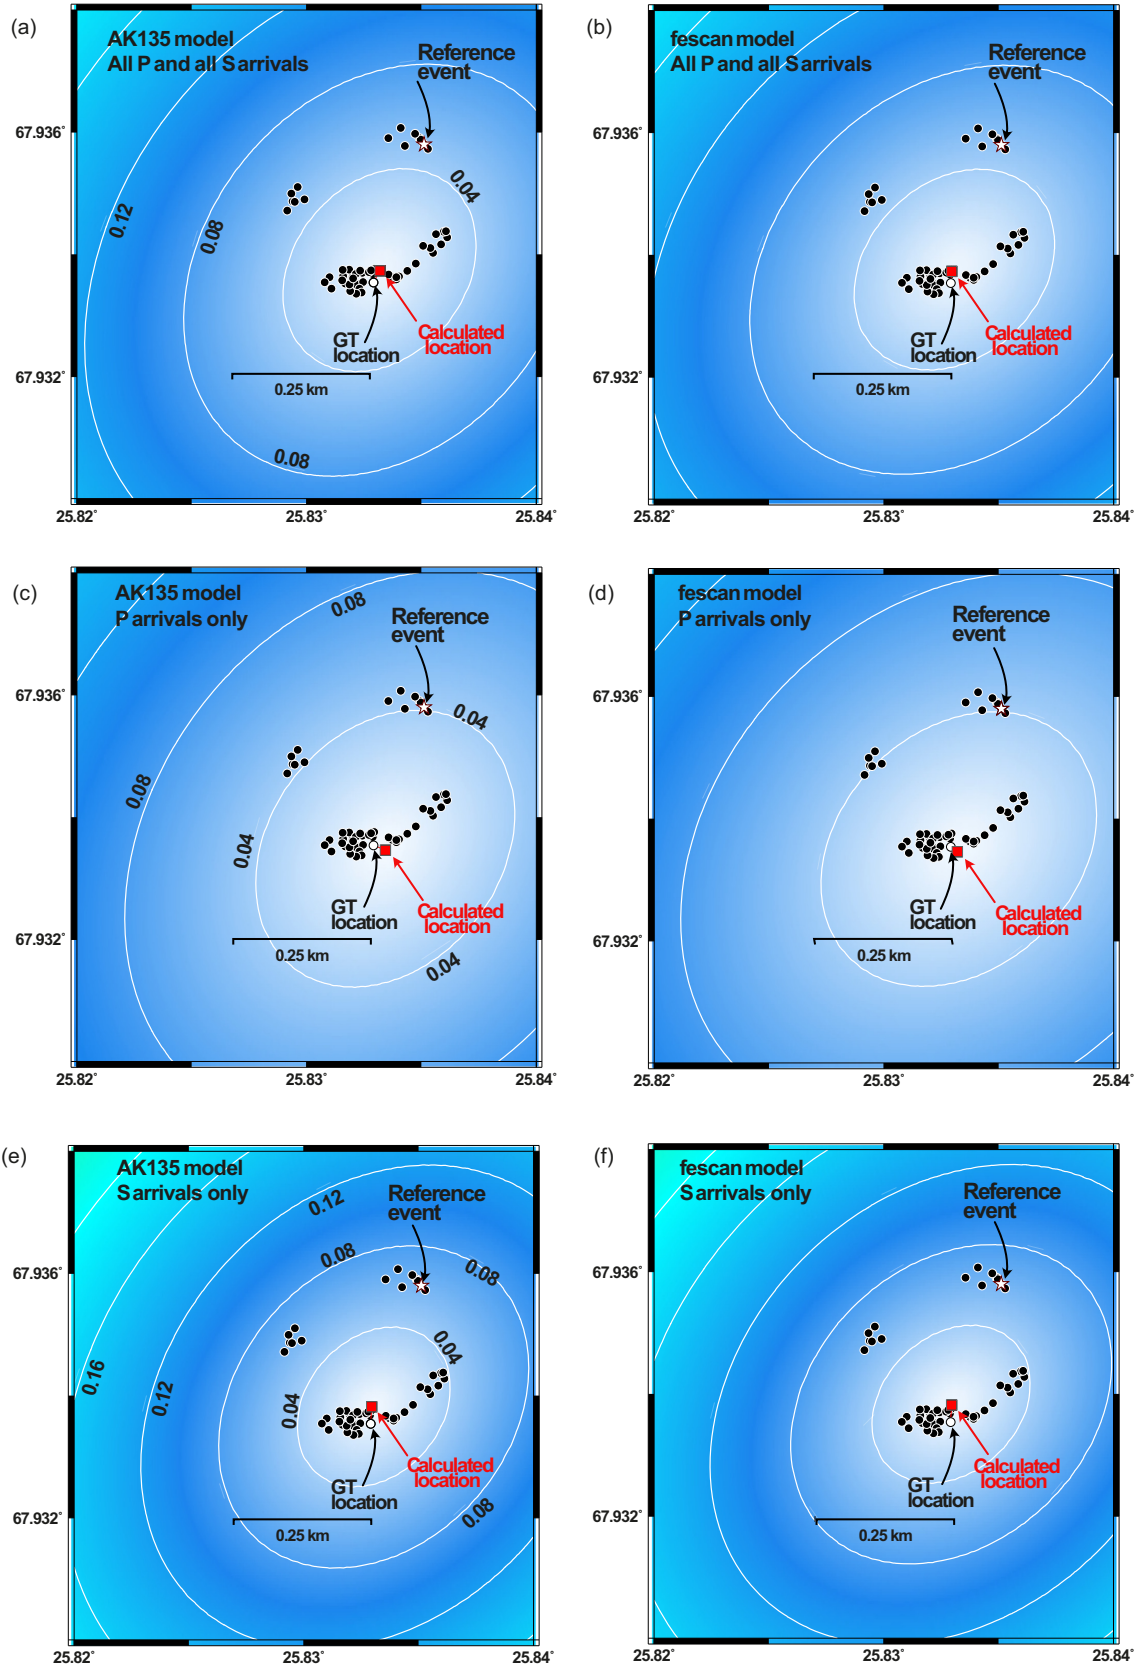 (a)
AK135 model
All P and all S arrivals
Reference
event
67.936°
0.04
0.12
0.08
GT
location
Calculated
location
67.932°
0.25 km
0.08
25.82°
25.83°
25.84°
(b)
fescan model
All P and all S arrivals
Reference
event
67.936°
GT
location
Calculated
location
67.932°
0.25 km
25.82°
25.83°
25.84°
(c)
AK135 model
P arrivals only
0.08
Reference
event
67.936°
0.04
0.08
0.04
GT
location
Calculated
location
67.932°
0.25 km
0.04
25.82°
25.83°
25.84°
(d)
fescan model
P arrivals only
Reference
event
67.936°
GT
location
Calculated
location
67.932°
0.25 km
25.82°
25.83°
25.84°
(e)
AK135 model
S arrivals only
0.12
Reference
event
0.08
0.08
67.936°
0.04
0.16
0.12
0.04
Calculated
location
GT
location
0.08
67.932°
0.25 km
25.82°
25.83°
25.84°
(f)
fescan model
S arrivals only
Reference
event
67.936°
Calculated
location
GT
location
67.932°
0.25 km
25.82°
25.83°
25.84°